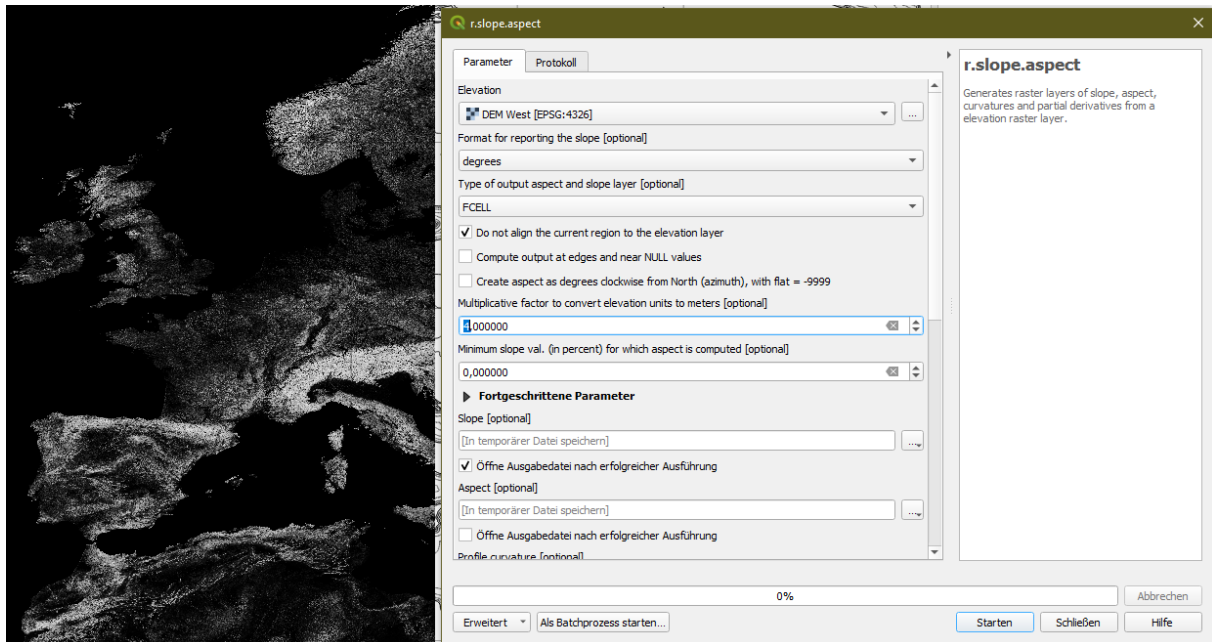 r.slope.aspect
Parameter
Protokoll
Elevation
DEM West [EPSG:4326]
...
Format for reporting the slope [optional]
degrees
Type of output aspect and slope layer [optional]
FCELL
Do not align the current region to the elevation layer
Compute output at edges and near NULL values
Create aspect as degrees clockwise from North (azimuth), with flat = -9999
Multiplicative factor to convert elevation units to meters [optional]
4,000000
Minimum slope val. (in percent) for which aspect is computed [optional]
0,000000
Fortgeschrittene Parameter
Slope [optional]
[In temporärer Datei speichern]
...
Öffne Ausgabedatei nach erfolgreicher Ausführung
Aspect [optional]
[In temporärer Datei speichern]
...
Öffne Ausgabedatei nach erfolgreicher Ausführung
Profile curvature [optional]
r.slope.aspect
Generates raster layers of slope, aspect,
curvatures and partial derivatives from a
elevation raster layer.
0%
Abbrechen
Erweitert
Als Batchprozess starten...
Starten
Schließen
Hilfe